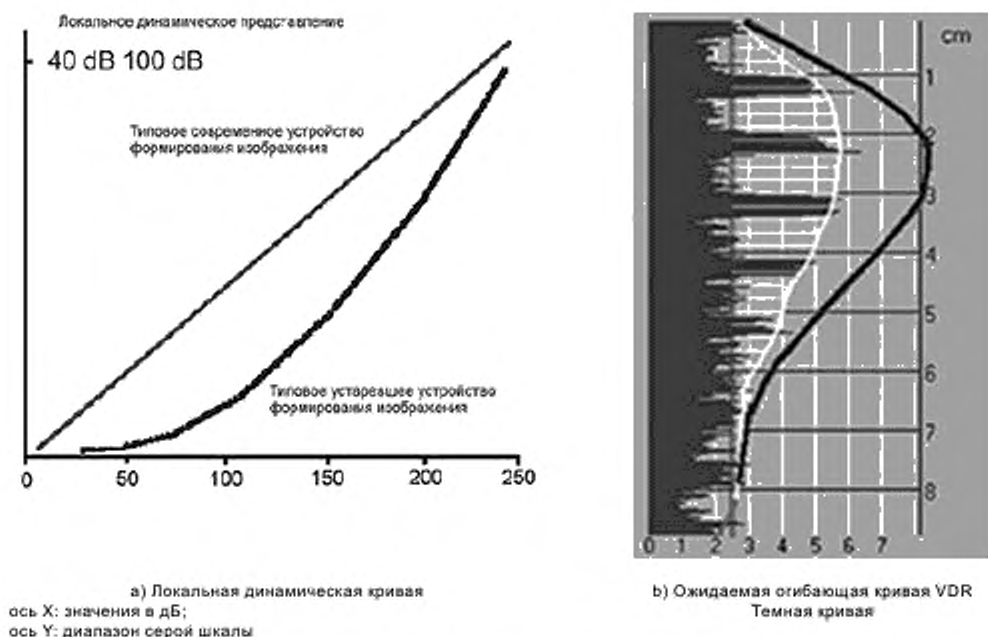 Локальное динамическое представление
40 dB 100 dB
Типовое современное устройство
формирования изображения
Типовое устаревшее устройство
формирования изображения
0 50 100 150 200 250
cm
1
2
3
4
5
6
7
8
0 1 2 3 4 5 6 7
a) Локальная динамическая кривая
ось X: значения в дБ;
ось Y: диапазон серой шкалы
b) Ожидаемая огибающая кривая VDR
Темная кривая